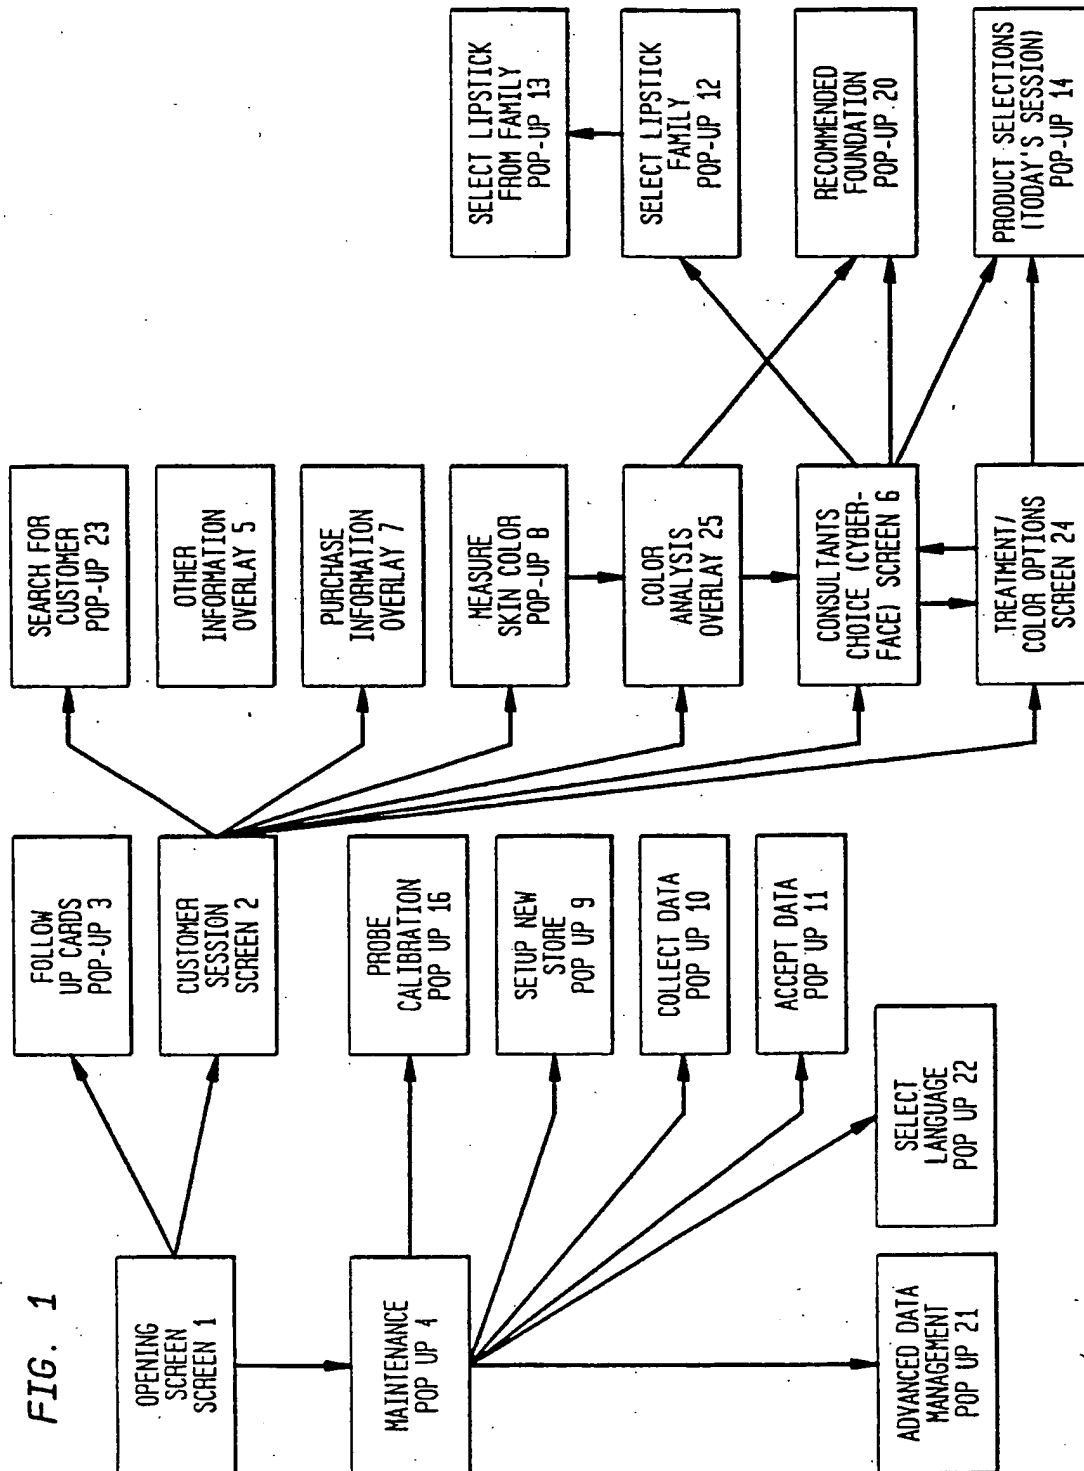 FIG. 1
OPENING
SCREEN
SCREEN 1
MAINTENANCE
POP UP 4
ADVANCED DATA
MANAGEMENT
POP UP 21
FOLLOW
UP CARDS
POP-UP 3
CUSTOMER
SESSION
SCREEN 2
PROBE
CALIBRATION
POP UP 16
SETUP NEW
STORE
POP UP 9
COLLECT DATA
POP UP 10
ACCEPT DATA
POP UP 11
SELECT
LANGUAGE
POP UP 22
SEARCH FOR
CUSTOMER
POP-UP 23
OTHER
INFORMATION
OVERLAY 5
PURCHASE
INFORMATION
OVERLAY 7
MEASURE
SKIN COLOR
POP-UP 8
COLOR
ANALYSIS
OVERLAY 25
CONSULTANTS
CHOICE (CYBER-
FACE) SCREEN 6
TREATMENT/
COLOR OPTIONS
SCREEN 24
SELECT LIPSTICK
FROM FAMILY
POP-UP 13
SELECT LIPSTICK
FAMILY
POP-UP 12
RECOMMENDED
FOUNDATION
POP-UP 20
PRODUCT SELECTIONS
(TODAY'S SESSION)
POP-UP 14